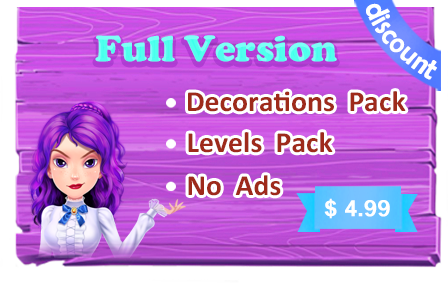 discount
Full Version
• Decorations Pack
• Levels Pack
• No Ads
$ 4.99